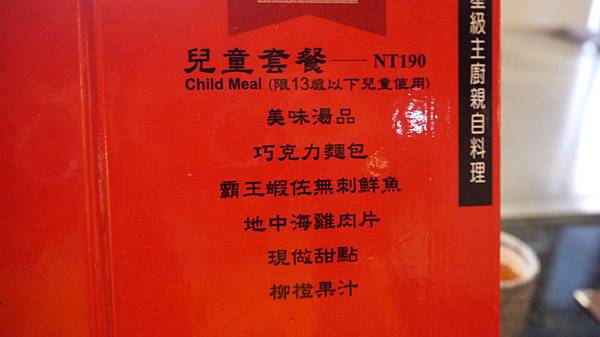 兒童套餐——NT190
Child Meal (限13歲以下兒童使用)
美味湯品
巧克力麵包
霸王蝦佐無刺鮮魚
地中海雞肉片
現做甜點
柳橙果汁
星級主廚親自料理